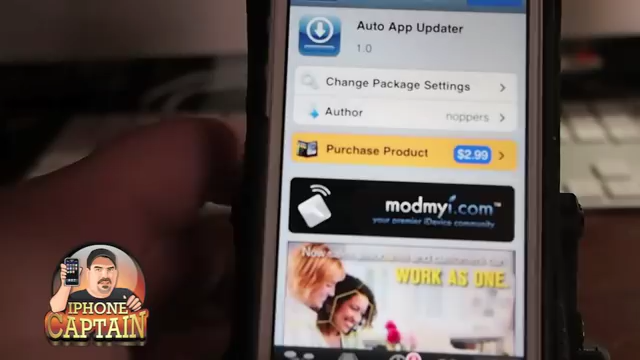 Auto App Updater
1.0
Change Package Settings
Author
noppers
Purchase Product
$2.99
modmyi.com™
your premier iDevice community
WORK AS ONE.
IPHONE
CAPTAIN